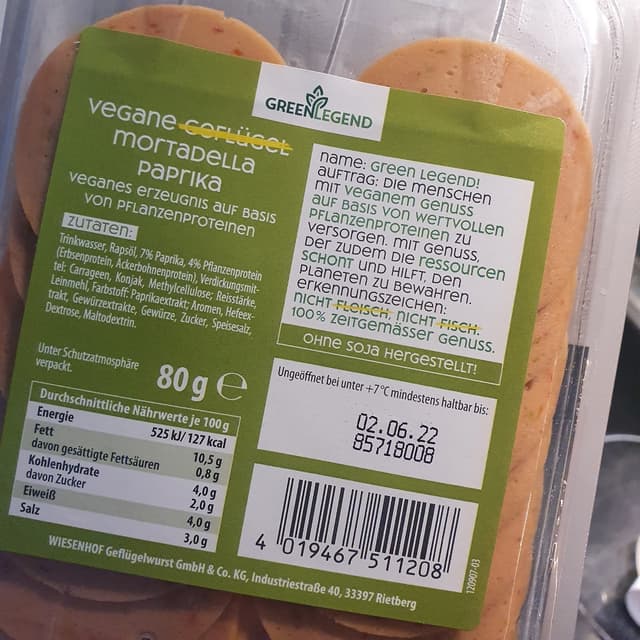 GREEN LEGEND
vegane GEFLÜGEL
mortaDella
paprika
veganes erzeugnis auf Basis
von pflanzenproteinen
zutaten:
Trinkwasser, Rapsöl, 7% Paprika, 4% Pflanzenprotein
(Erbsenprotein, Ackerbohnenprotein), Verdickungsmit-
tel: Carrageen, Konjak, Methylcellulose; Reisstärke,
Leinmehl, Farbstoff: Paprikaextrakt; Aromen, Hefeex-
trakt, Gewürzextrakte, Gewürze, Zucker, Speisesalz,
Dextrose, Maltodextrin.
Unter Schutzatmosphäre
verpackt.
80 g e
Durchschnittliche Nährwerte je 100 g
Energie 525 kJ/ 127 kcal
Fett 10,5 g
davon gesättigte Fettsäuren 0,8 g
Kohlenhydrate 4,0 g
davon Zucker 2,0 g
Eiweiß 4,0 g
Salz 3,0 g
name: Green Legend!
auftrag: Die menschen
mit veganem Genuss
auf Basis von wertvollen
pflanzenproteinen zu
versorgen. mit Genuss,
Der zudem Die ressourcen
schont und Hilft, Den
planeten zu Bewahren.
erkennungszeichen:
nicht fleisch, nicht fisch.
100% zeitgemässer Genuss.
OHne soja Hergestellt!
Ungeöffnet bei unter +7°C mindestens haltbar bis:
02.06.22
85718008
4 019467 511208
120907-03
WIESENHOF Geflügelwurst GmbH & Co. KG, Industriestraße 40, 33397 Rietberg